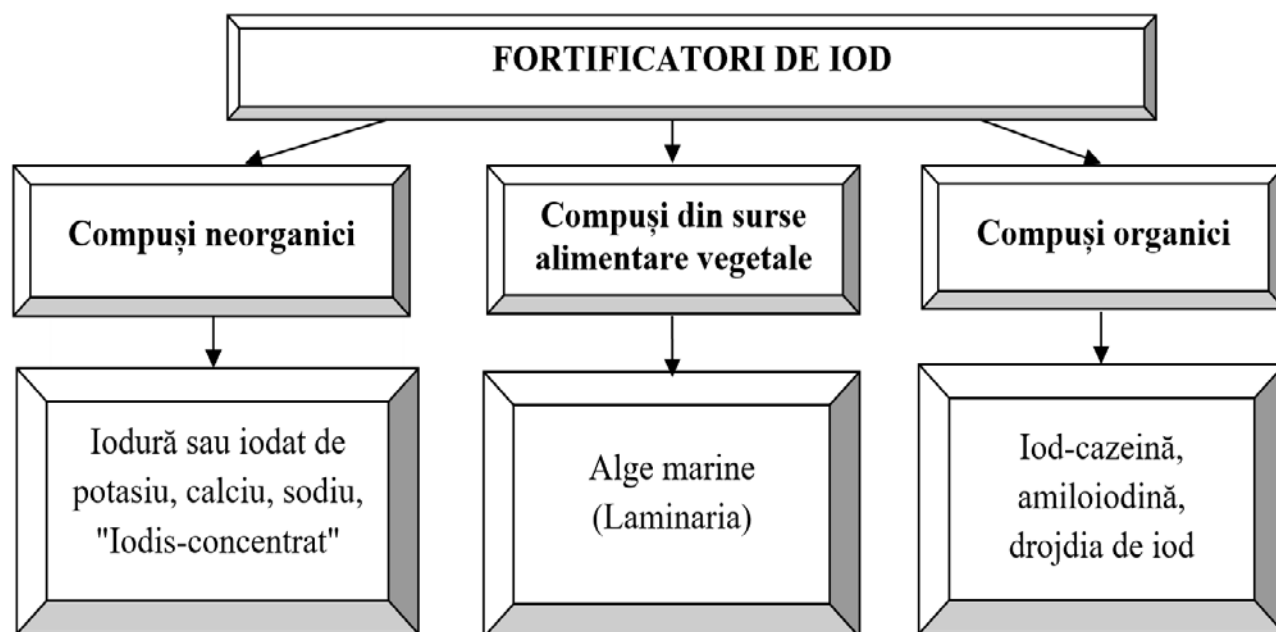 FORTIFICATORI DE IOD
Compuși neorganici
Compuși din surse
alimentare vegetale
Compuși organici
Iodură sau iodat de
potasiu, calciu, sodiu,
"Iodis-concentrat"
Alge marine
(Laminaria)
Iod-cazeină,
amiloiodină,
drojdia de iod